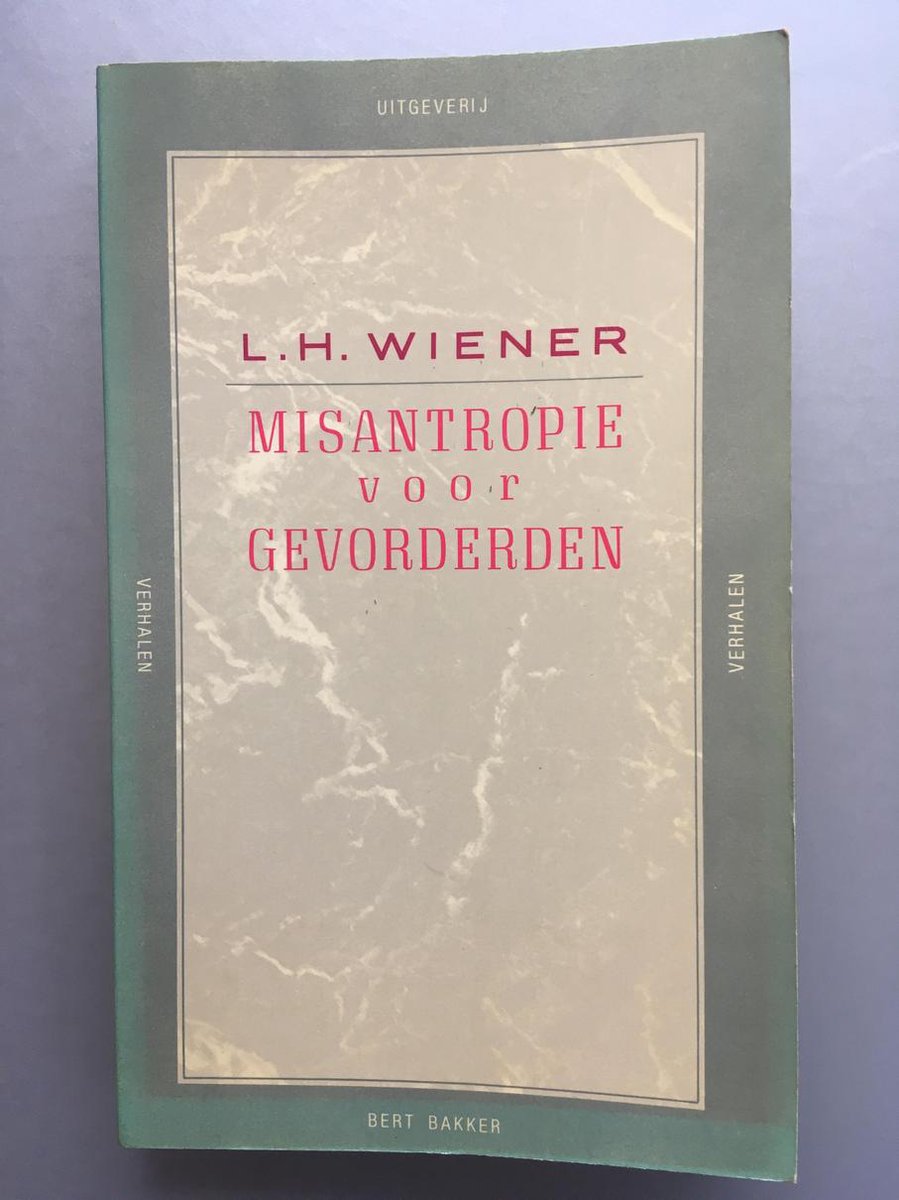 UITGEVERIJ
L.H. WIENER
MISANTROPIE
voor
GEVORDERDEN
VERHALEN
VERHALEN
BERT BAKKER